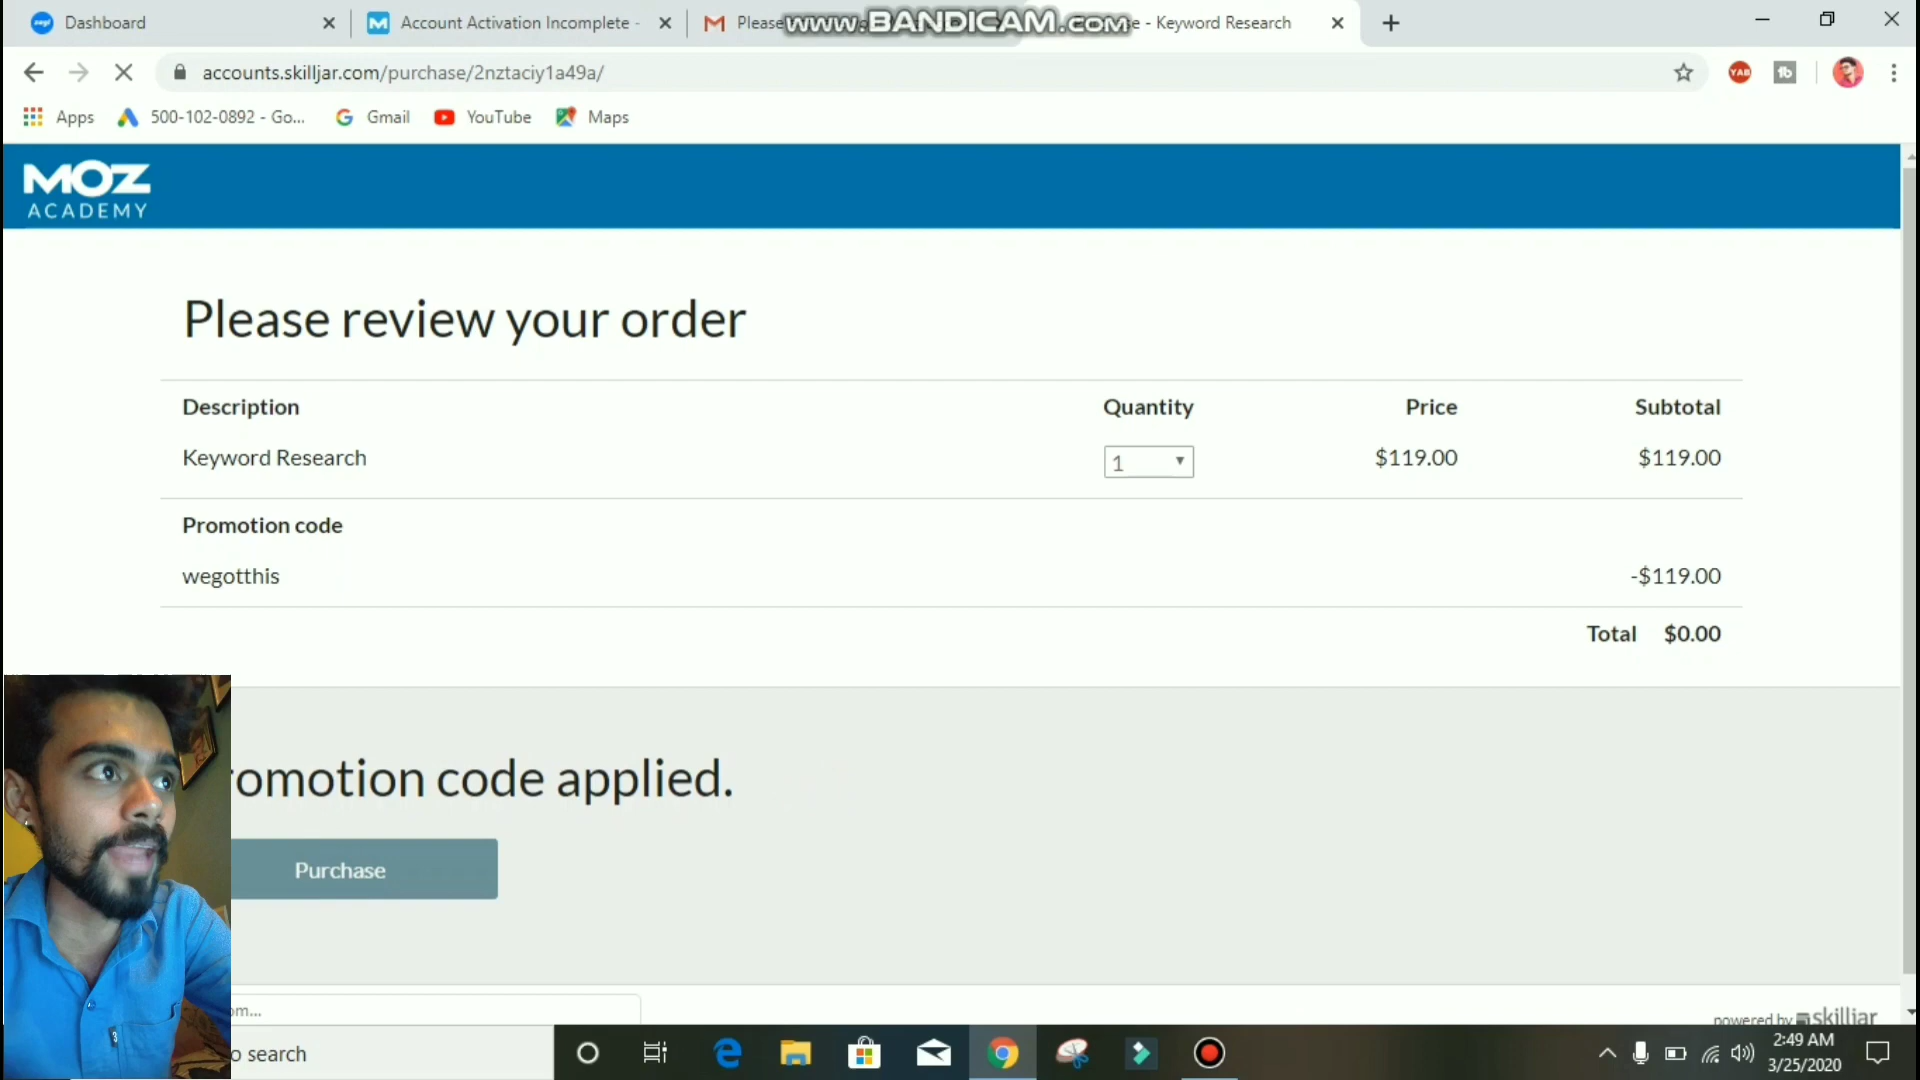 Dashboard
Account Activation Incomplete -
Please
www.BANDICAM.com
- Keyword Research
accounts.skilljar.com/purchase/2nztaciy1a49a/
YAB
Apps
500-102-0892 - Go...
Gmail
YouTube
Maps
MOZ
ACADEMY
Please review your order
Description Quantity Price Subtotal
Keyword Research 1 $119.00 $119.00
Promotion code
wegotthis -$119.00
Total $0.00
omotion code applied.
Purchase
om...
powered by skilljar
o search
2:49 AM
3/25/2020